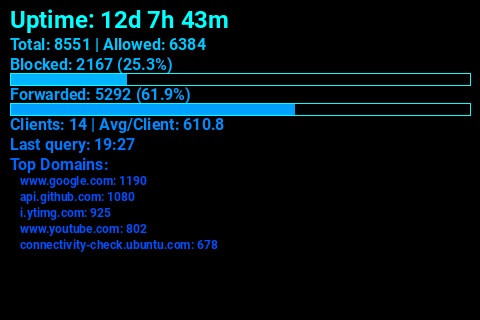 Uptime: 12d 7h 43m
Total: 8551 | Allowed: 6384
Blocked: 2167 (25.3%)
Forwarded: 5292 (61.9%)
Clients: 14 | Avg/Client: 610.8
Last query: 19:27
Top Domains:
www.google.com: 1190
api.github.com: 1080
i.ytimg.com: 925
www.youtube.com: 802
connectivity-check.ubuntu.com: 678